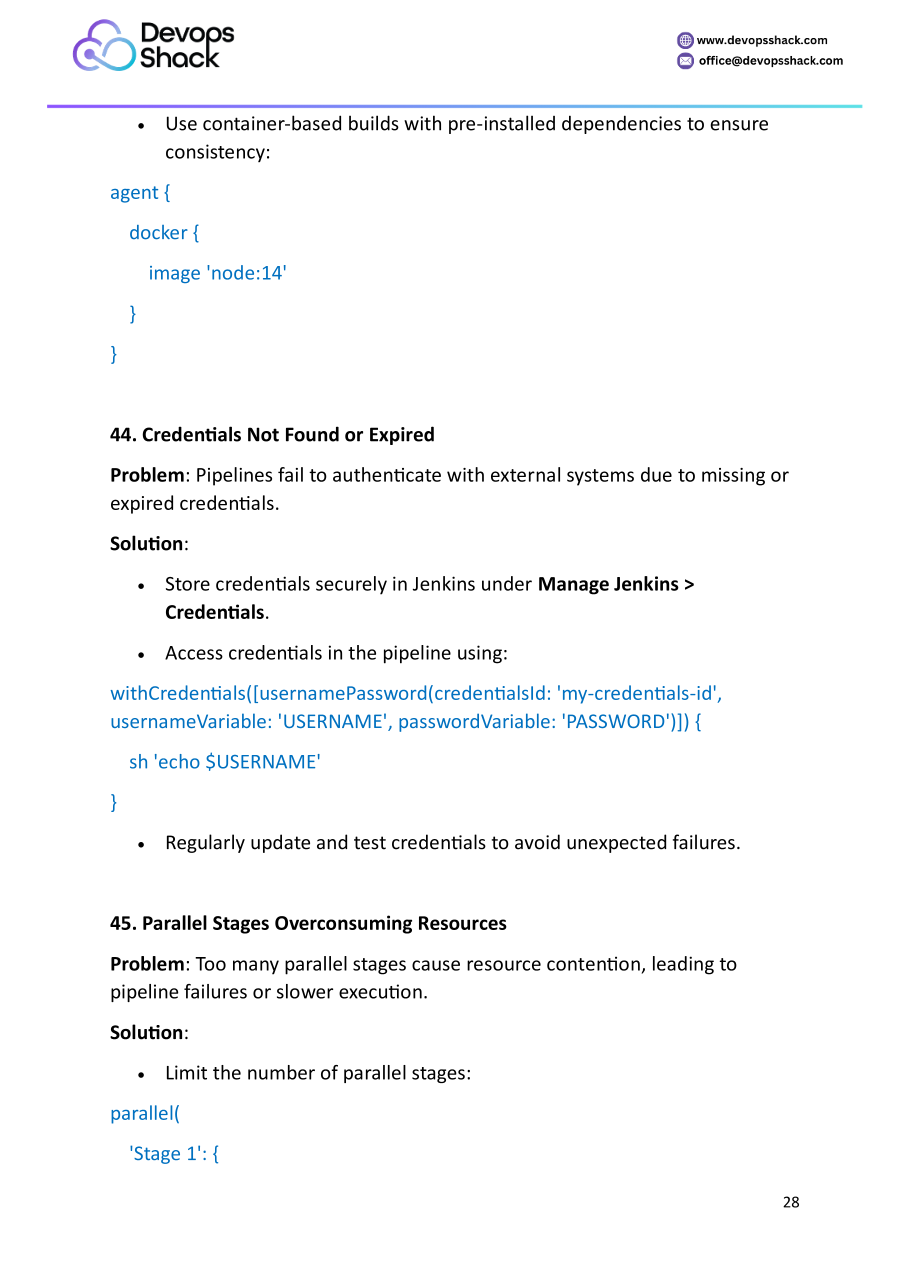 Devops
Shack
www.devopsshack.com
office@devopsshack.com
• Use container-based builds with pre-installed dependencies to ensure
consistency:
agent {
docker {
image 'node:14'
}
}
44. Credentials Not Found or Expired
Problem: Pipelines fail to authenticate with external systems due to missing or
expired credentials.
Solution:
• Store credentials securely in Jenkins under Manage Jenkins >
Credentials.
• Access credentials in the pipeline using:
withCredentials([usernamePassword(credentialsId: 'my-credentials-id',
usernameVariable: 'USERNAME', passwordVariable: 'PASSWORD')]) {
sh 'echo $USERNAME'
}
• Regularly update and test credentials to avoid unexpected failures.
45. Parallel Stages Overconsuming Resources
Problem: Too many parallel stages cause resource contention, leading to
pipeline failures or slower execution.
Solution:
• Limit the number of parallel stages:
parallel(
'Stage 1': {
28